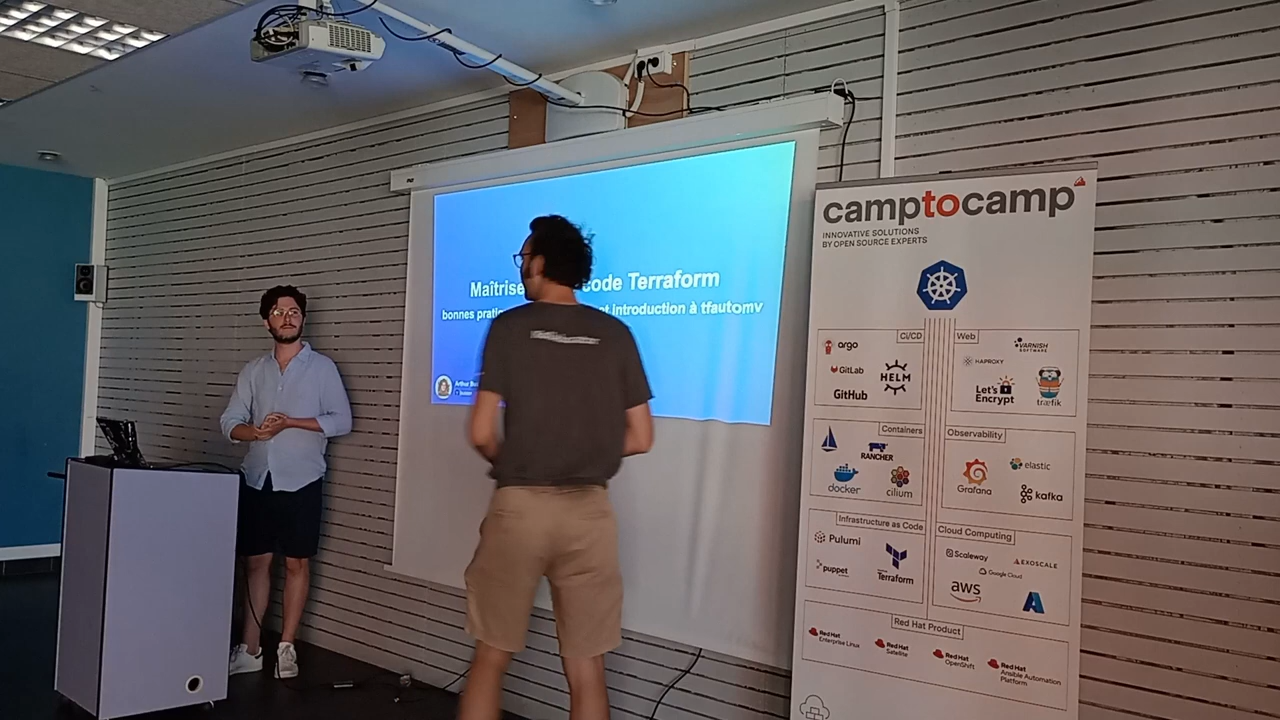 Maîtrise code Terraform
bonnes introduction à tfautomv
Arthur
camptocamp
INNOVATIVE SOLUTIONS
BY OPEN SOURCE EXPERTS
CI/CD
argo
GitLab
HELM
GitHub
Web
VARNISH
SOFTWARE
HAPROXY
Let's
Encrypt
træfik
Containers
RANCHER
docker
cilium
Observability
elastic
Grafana
kafka
Infrastructure as Code
Pulumi
puppet
Terraform
Cloud Computing
Scaleway
EXOSCALE
Google Cloud
aws
Red Hat Product
Red Hat
Enterprise Linux
Red Hat
Satellite
Red Hat
OpenShift
Red Hat
Ansible Automation
Platform